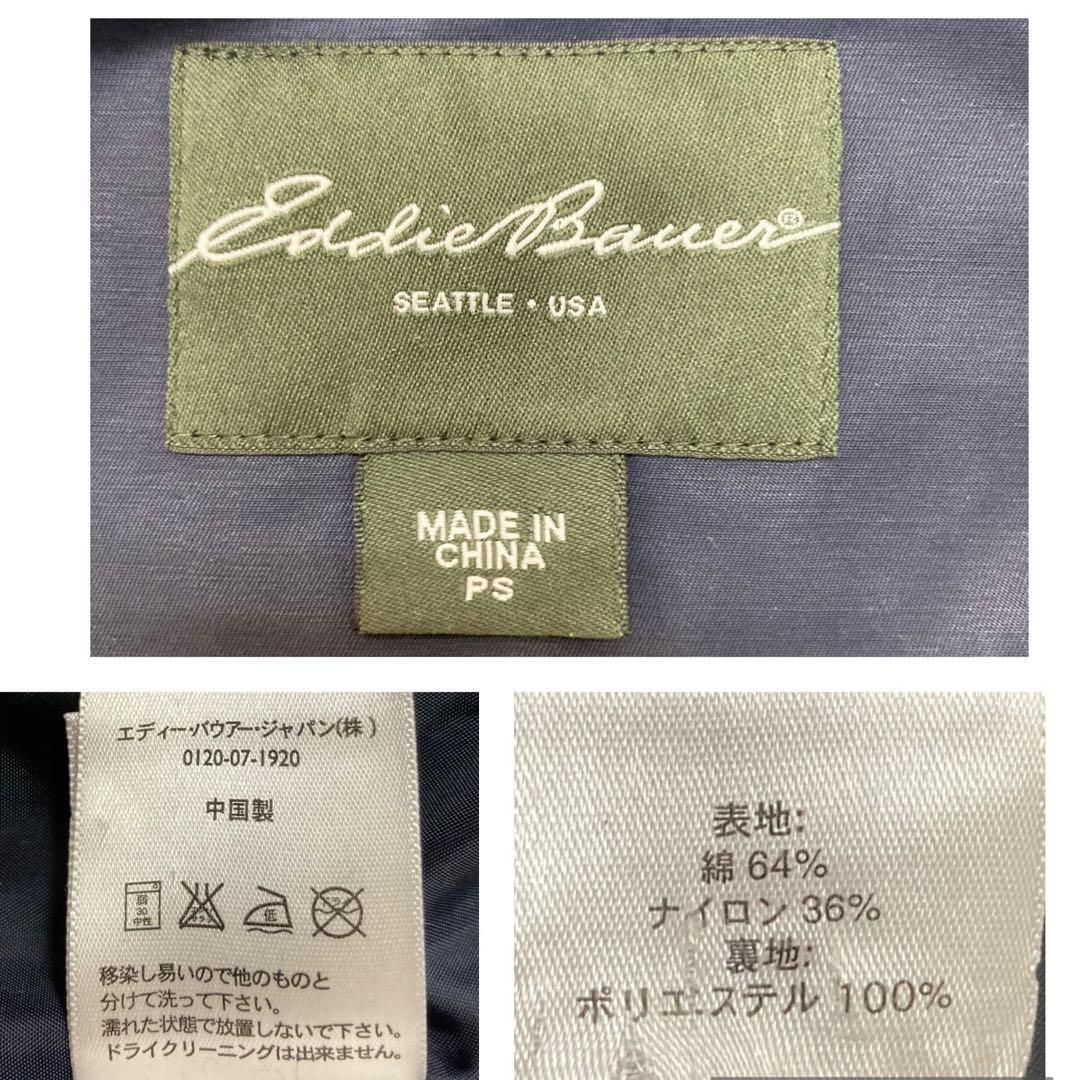 Eddie Bauer®
SEATTLE • USA
MADE IN
CHINA
PS
エディー・バウアー・ジャパン(株)
0120-07-1920
中国製
弱
30
中性
低
移染し易いので他のものと
分けて洗って下さい。
濡れた状態で放置しないで下さい。
ドライクリーニングは出来ません。
表地:
綿 64%
ナイロン 36%
裏地:
ポリエステル 100%